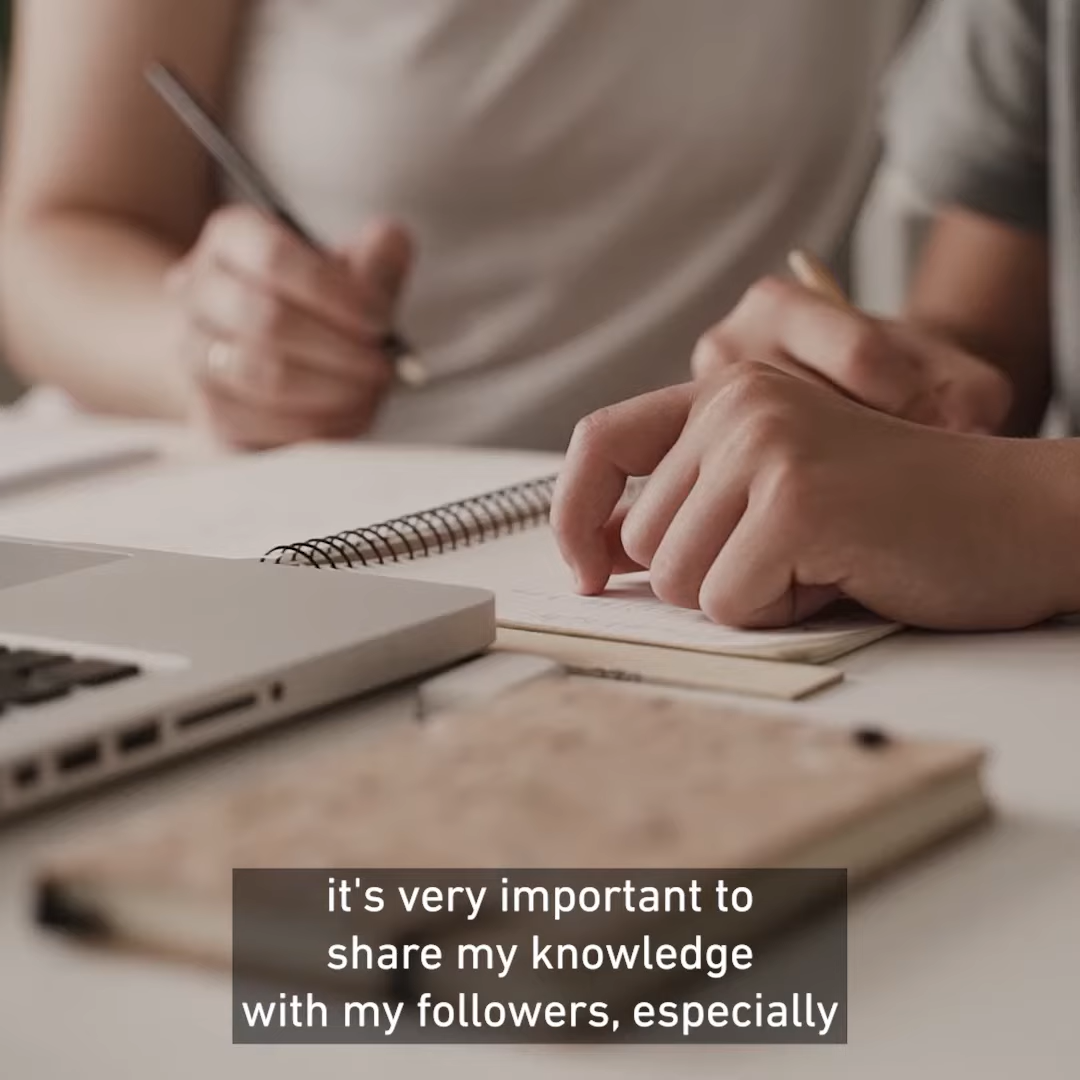 it's very important to
share my knowledge
with my followers, especially